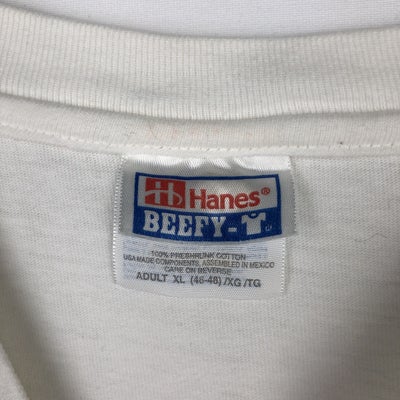 Hanes®
BEEFY-
100% PRESHRUNK COTTON
USA MADE COMPONENTS, ASSEMBLED IN MEXICO
CARE ON REVERSE
ADULT XL (46-48) /XG /TG